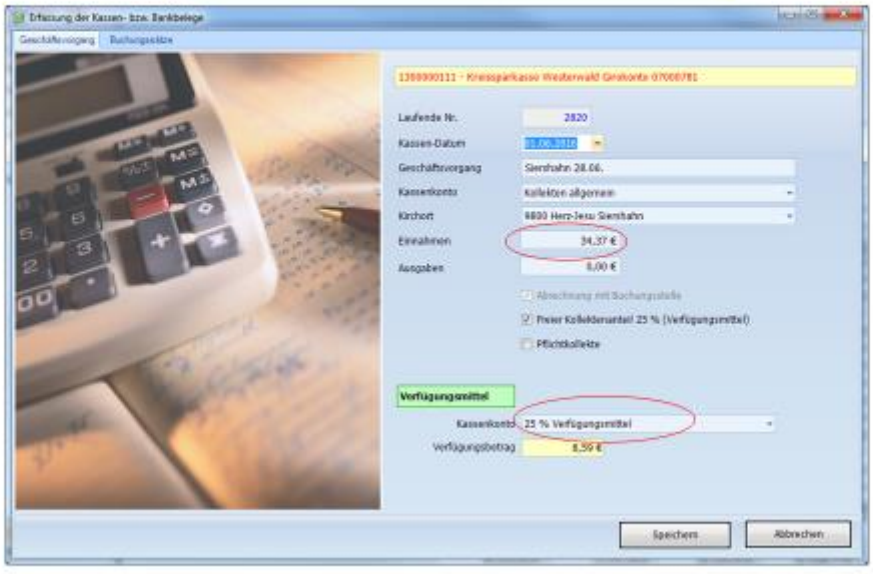 Erfassung der Kassen- bzw. Bankbelege
Geschäftsvorgang Buchungssätze
1300000111 - Kreissparkasse Westerwald Girokonto 07000781
Laufende Nr. 2820
Kassen-Datum 01.06.2016
Geschäftsvorgang Siershahn 28.06.
Kassenkonto Kollekten allgemein
Kirchort 9800 Herz-Jesu Siershahn
Einnahmen 34,37 €
Ausgaben 0,00 €
Abrechnung mit Buchungsstelle
Freier Kollektenanteil 25 % (Verfügungsmittel)
Pflichtkollekte
Verfügungsmittel
Kassenkonto 25 % Verfügungsmittel
Verfügungsbetrag 8,59 €
Speichern Abbrechen